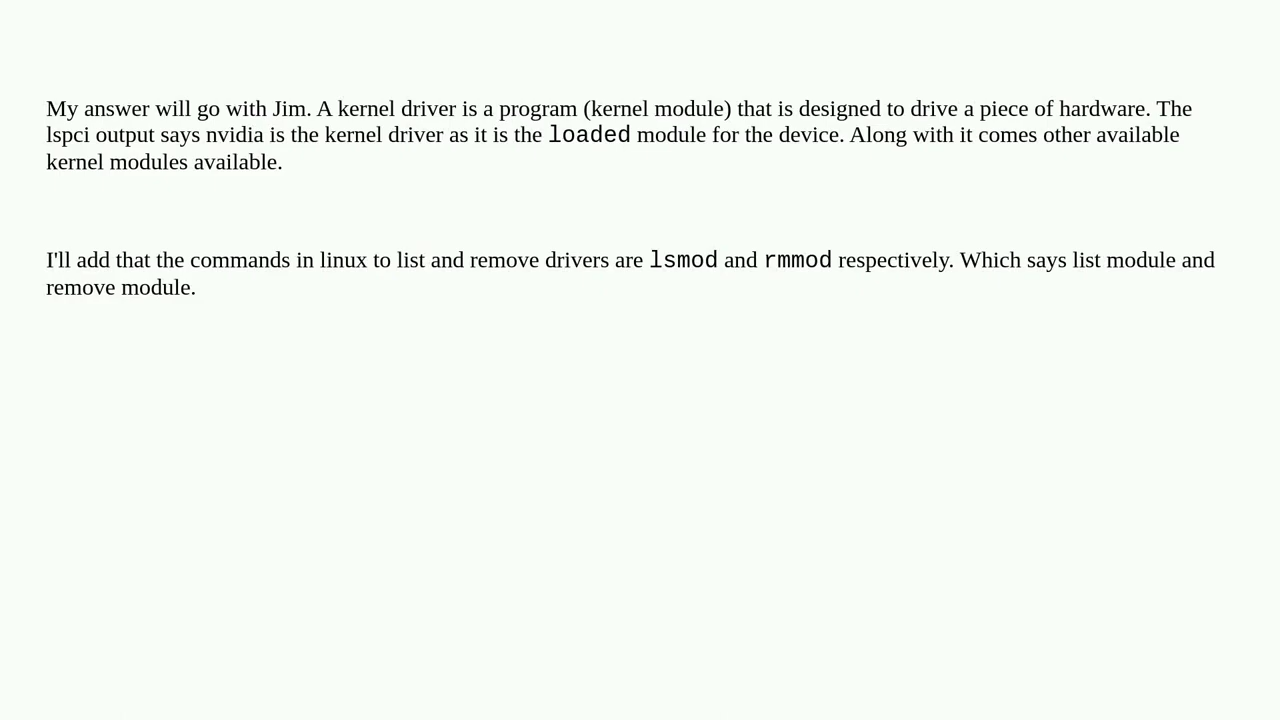 My answer will go with Jim. A kernel driver is a program (kernel module) that is designed to drive a piece of hardware. The
lspci output says nvidia is the kernel driver as it is the loaded module for the device. Along with it comes other available
kernel modules available.
I'll add that the commands in linux to list and remove drivers are lsmod and rmmod respectively. Which says list module and
remove module.